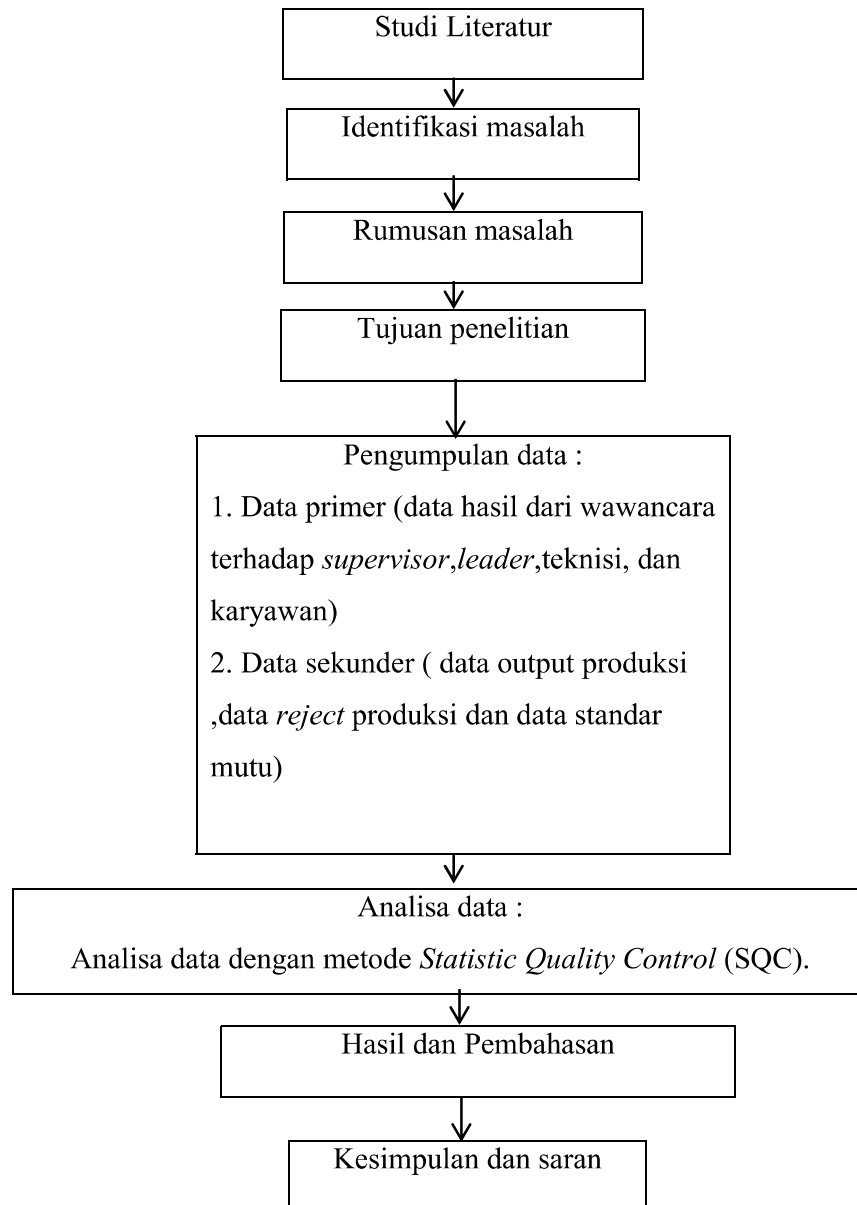 Studi Literatur
Identifikasi masalah
Rumusan masalah
Tujuan penelitian
Pengumpulan data :
1. Data primer (data hasil dari wawancara
terhadap supervisor,leader,teknisi, dan
karyawan)
2. Data sekunder ( data output produksi
,data reject produksi dan data standar
mutu)
Analisa data :
Analisa data dengan metode Statistic Quality Control (SQC).
Hasil dan Pembahasan
Kesimpulan dan saran